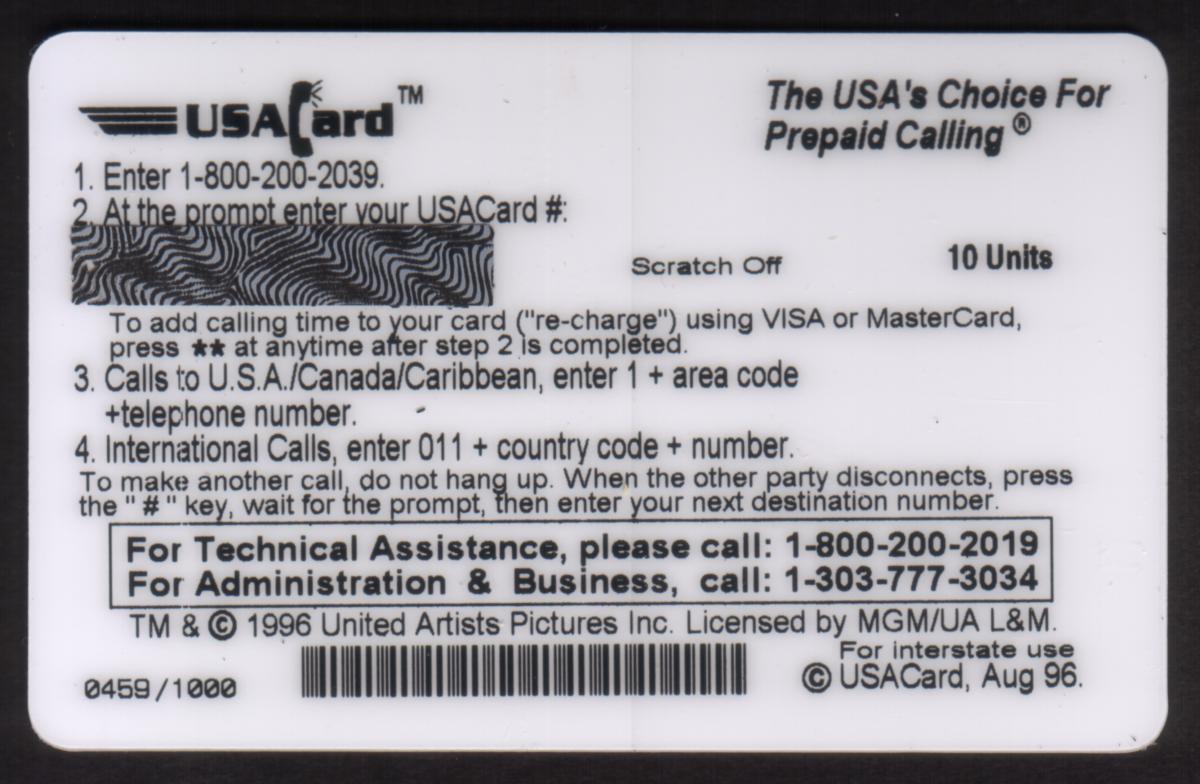 USACard™
The USA's Choice For
Prepaid Calling ®
1. Enter 1-800-200-2039.
2. At the prompt enter your USACard #:
Scratch Off
10 Units
To add calling time to your card ("re-charge") using VISA or MasterCard,
press ** at anytime after step 2 is completed.
3. Calls to U.S.A./Canada/Caribbean, enter 1 + area code
+telephone number.
4. International Calls, enter 011 + country code + number.
To make another call, do not hang up. When the other party disconnects, press
the "#" key, wait for the prompt, then enter your next destination number.
For Technical Assistance, please call: 1-800-200-2019
For Administration & Business, call: 1-303-777-3034
TM & © 1996 United Artists Pictures Inc. Licensed by MGM/UA L&M.
0459/1000
For interstate use
© USACard, Aug 96.